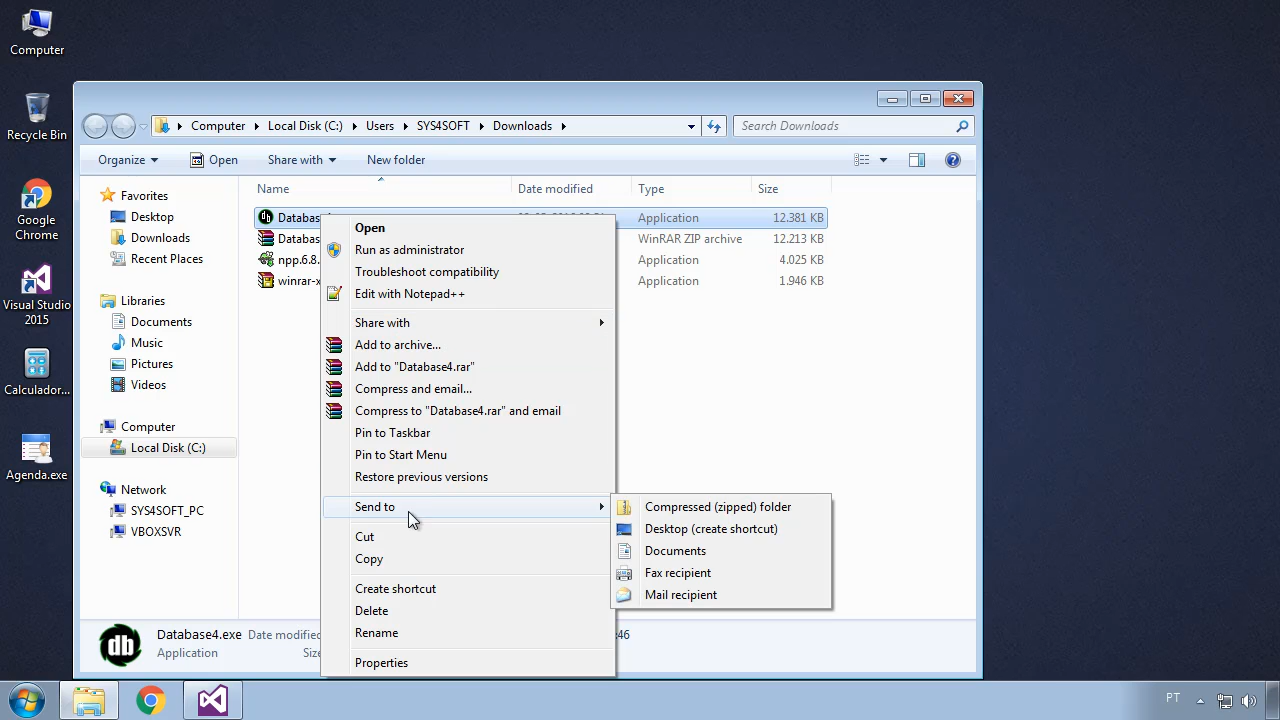 Computer
Recycle Bin
Google
Chrome
Visual Studio
2015
Calculador...
Agenda.exe
Computer
Local Disk (C:)
Users
SYS4SOFT
Downloads
Search Downloads
Organize
Open
Share with
New folder
Favorites
Desktop
Downloads
Recent Places
Libraries
Documents
Music
Pictures
Videos
Computer
Local Disk (C:)
Network
SYS4SOFT_PC
VBOXSVR
Name
Date modified
Type
Size
Application
12.381 KB
WinRAR ZIP archive
12.213 KB
npp.6.8.
Application
4.025 KB
Application
1.946 KB
Open
Run as administrator
Troubleshoot compatibility
Edit with Notepad++
Share with
Add to archive...
Add to "Database4.rar"
Compress and email...
Compress to "Database4.rar" and email
Pin to Taskbar
Pin to Start Menu
Restore previous versions
Send to
Cut
Copy
Create shortcut
Delete
Rename
Properties
Compressed (zipped) folder
Desktop (create shortcut)
Documents
Fax recipient
Mail recipient
db
Database4.exe
Date modified
Application
PT